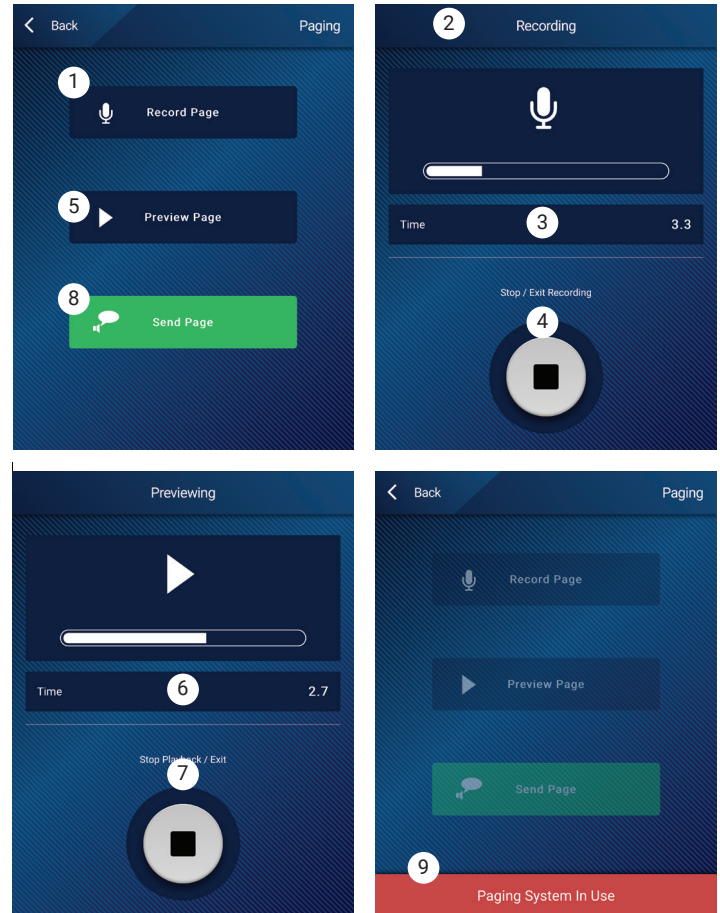 Back Paging
1
Record Page
5
Preview Page
8
Send Page
2
Recording
Time 3 3.3
Stop / Exit Recording
4
Previewing
Time 6 2.7
Stop Playback / Exit
7
Back Paging
Record Page
Preview Page
Send Page
9
Paging System In Use